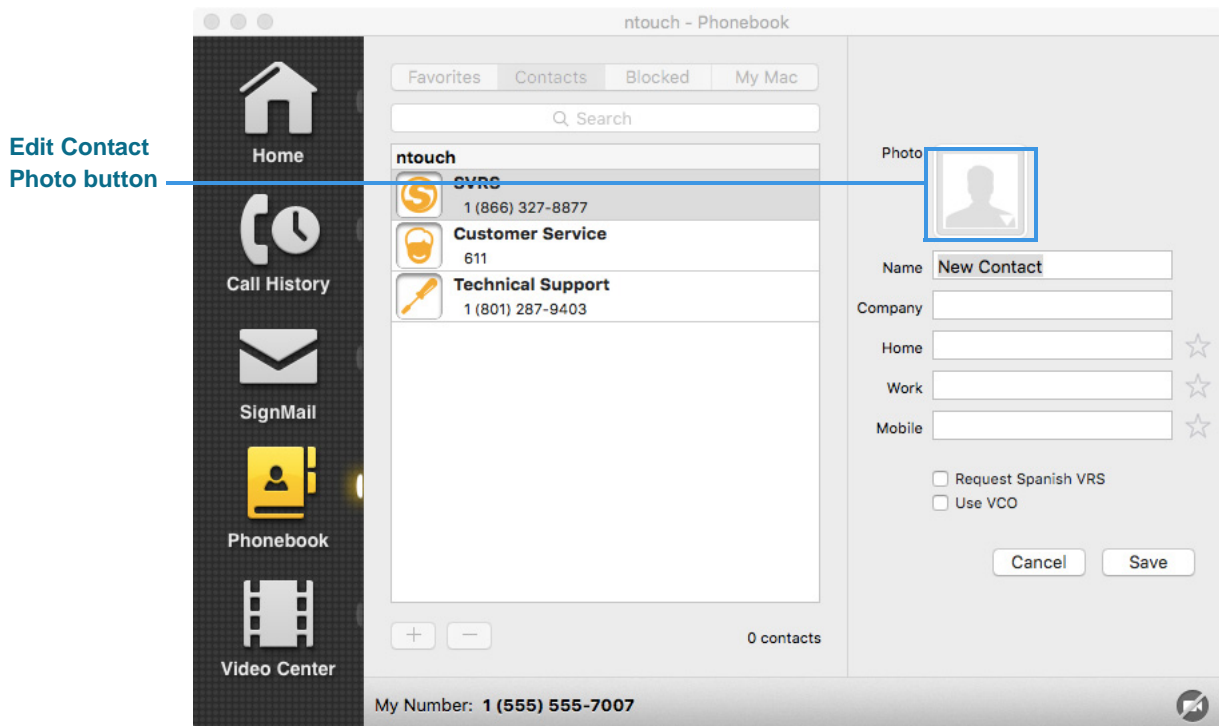 ntouch - Phonebook
Edit Contact
Photo button
Home
Call History
SignMail
Phonebook
Video Center
Favorites Contacts Blocked My Mac
Search
ntouch
SVRS
1 (866) 327-8877
Customer Service
611
Technical Support
1 (801) 287-9403
0 contacts
Photo
Name New Contact
Company
Home
Work
Mobile
Request Spanish VRS
Use VCO
Cancel Save
My Number: 1 (555) 555-7007